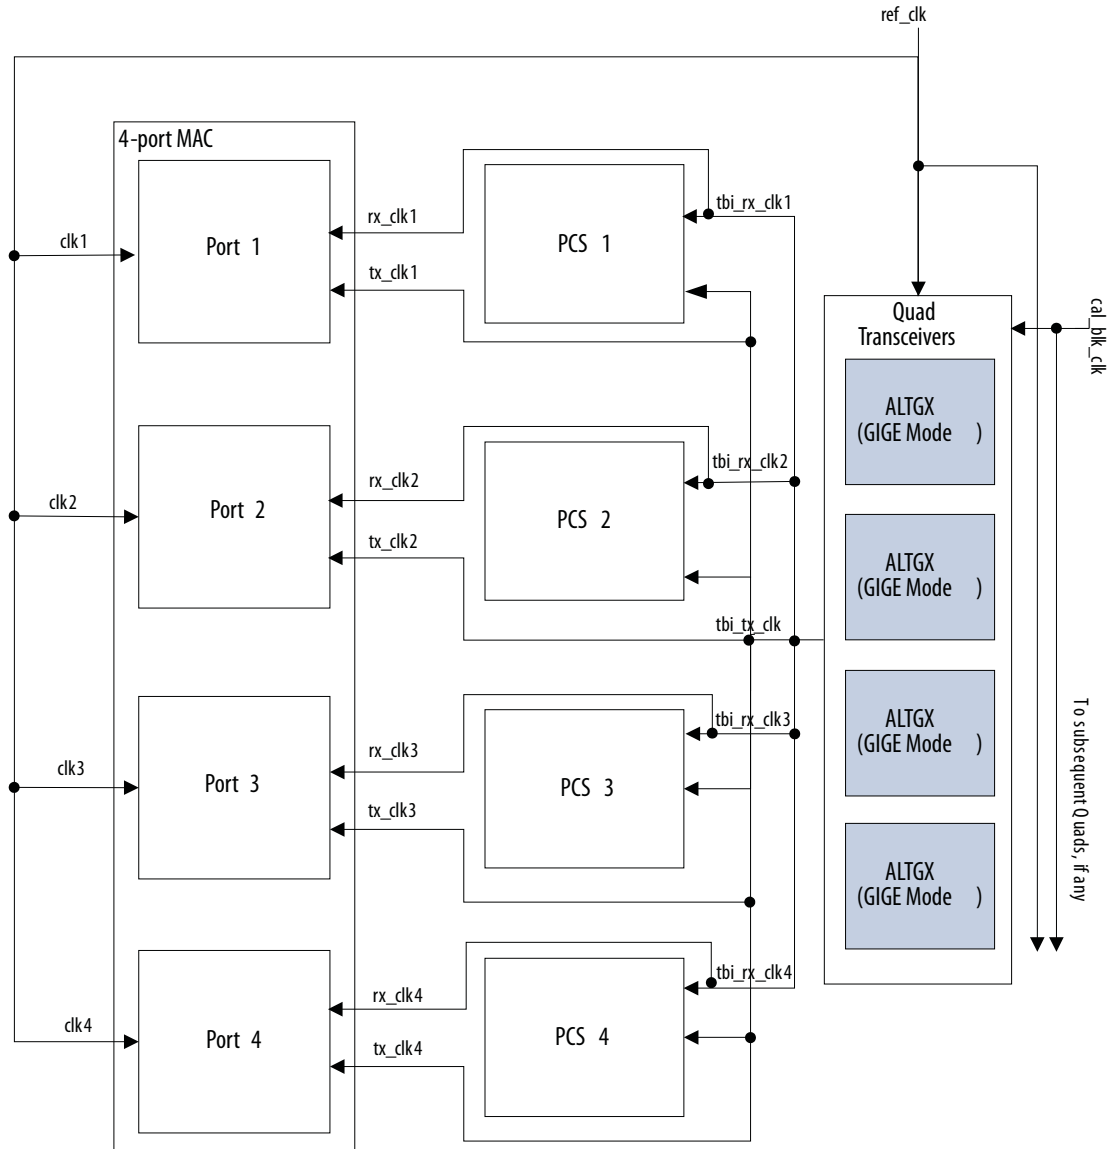 ref_clk
4-port MAC
rx_clk1
tbi_rx_clk1
clk1
Port 1
PCS 1
tx_clk1
Quad
Transceivers
cal_blk_clk
ALTGX
(GIGE Mode )
rx_clk2
tbi_rx_clk2
clk2
Port 2
PCS 2
tx_clk2
ALTGX
(GIGE Mode )
tbi_tx_clk
rx_clk3
tbi_rx_clk3
clk3
Port 3
PCS 3
tx_clk3
ALTGX
(GIGE Mode )
To subsequent Quads, if any
ALTGX
(GIGE Mode )
rx_clk4
tbi_rx_clk4
clk4
Port 4
PCS 4
tx_clk4